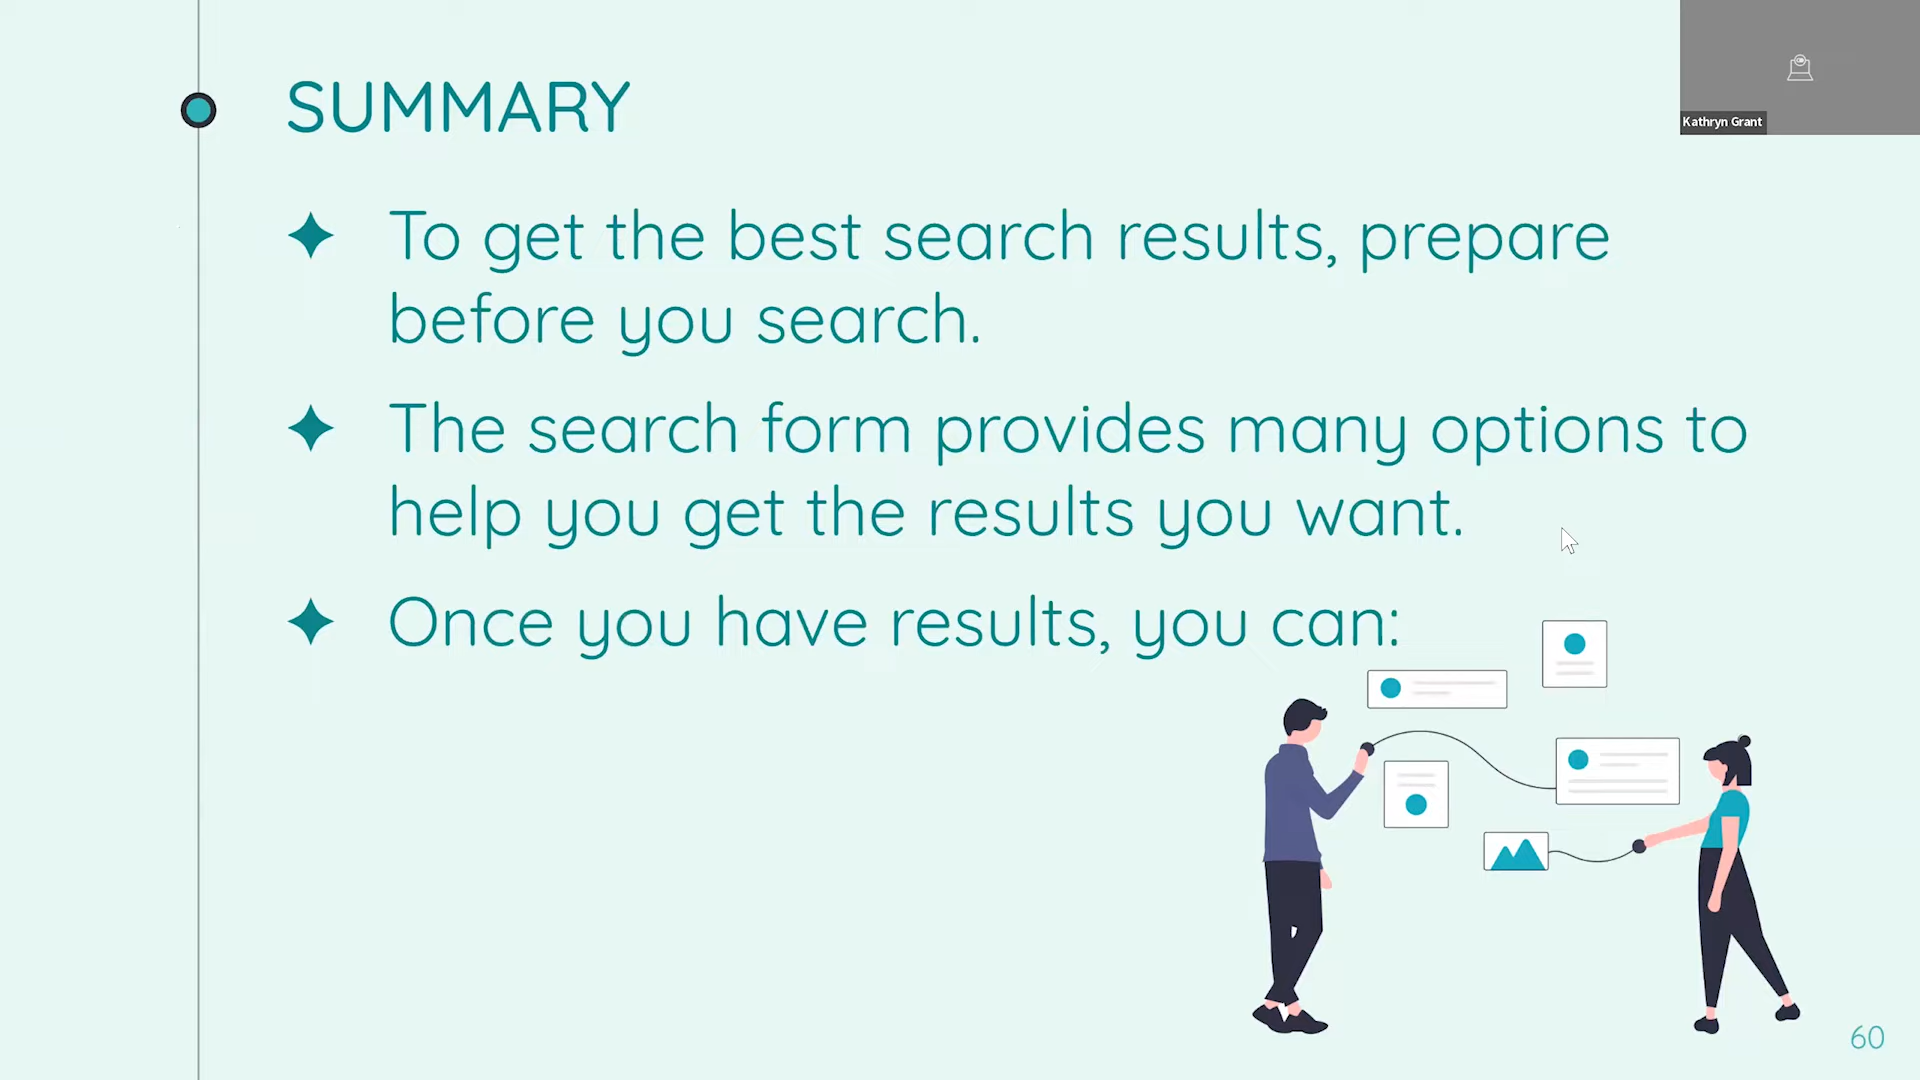 SUMMARY
Kathryn Grant
To get the best search results, prepare
before you search.
The search form provides many options to
help you get the results you want.
Once you have results, you can:
60